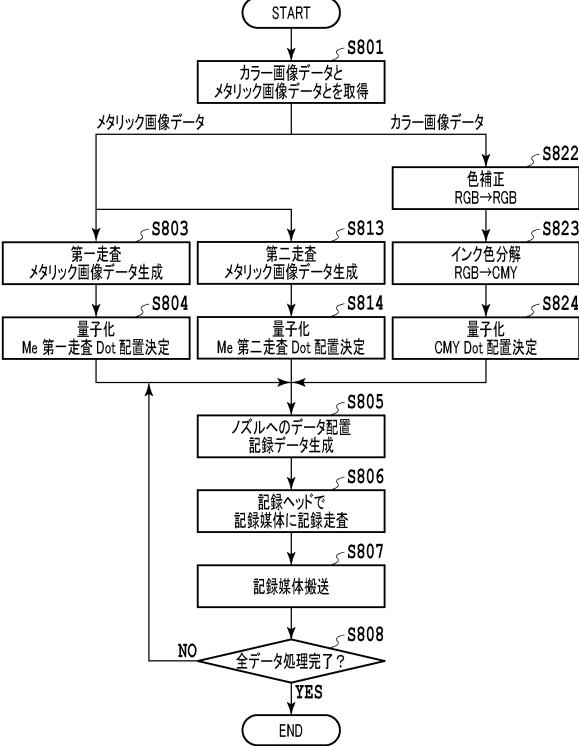 START
S801
カラー画像データと
メタリック画像データとを取得
メタリック画像データ
カラー画像データ
S822
色補正
RGB→RGB
S803
第一走査
メタリック画像データ生成
S813
第二走査
メタリック画像データ生成
S823
インク色分解
RGB→CMY
S804
量子化
Me 第一走査 Dot 配置決定
S814
量子化
Me 第二走査 Dot 配置決定
S824
量子化
CMY Dot 配置決定
S805
ノズルへのデータ配置
記録データ生成
S806
記録ヘッドで
記録媒体に記録走査
S807
記録媒体搬送
S808
全データ処理完了？
NO
YES
END